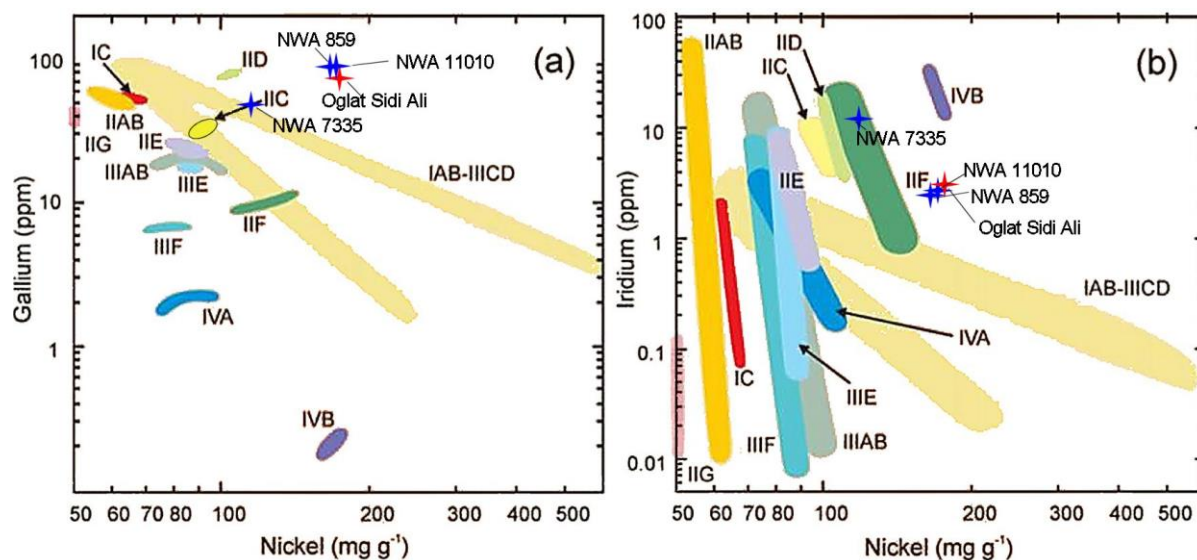 (a)
NWA 859
NWA 11010
Oglat Sidi Ali
IID
IC
IIC
NWA 7335
IIAB
IIG
IIE
IIIAB
IIIE
IAB-IIICD
IIF
IIIF
IVA
IVB
100
10
1
Gallium (ppm)
50 60 70 80 100 200 300 400 500
Nickel (mg g-1)
(b)
IIAB
IID
IIC
IVB
NWA 7335
IIE
IIF
NWA 11010
NWA 859
Oglat Sidi Ali
IAB-IIICD
IVA
IC
IIIE
IIIF
IIIAB
IIG
100
10
1
0.1
0.01
Iridium (ppm)
50 60 70 80 100 200 300 400 500
Nickel (mg g-1)